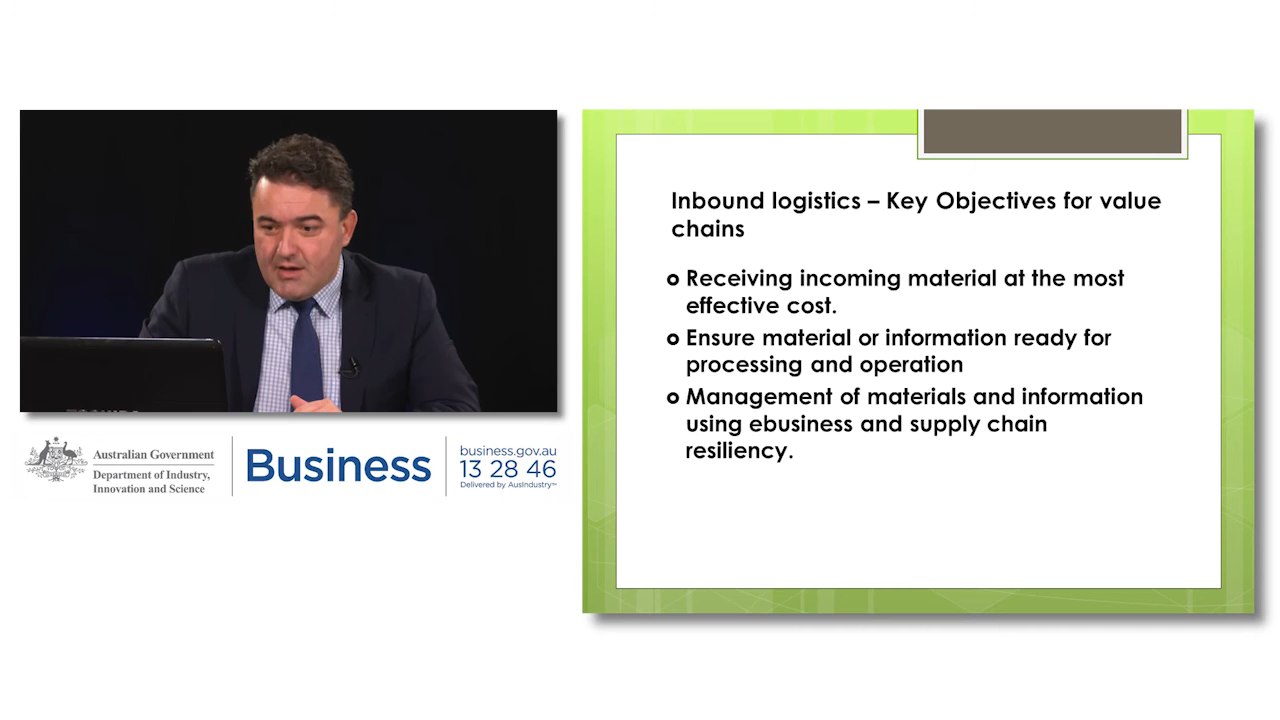 Inbound logistics – Key Objectives for value
chains
Receiving incoming material at the most
effective cost.
Ensure material or information ready for
processing and operation
Management of materials and information
using ebusiness and supply chain
resiliency.
Australian Government
Department of Industry,
Innovation and Science
Business
business.gov.au
13 28 46
Delivered by AusIndustry™